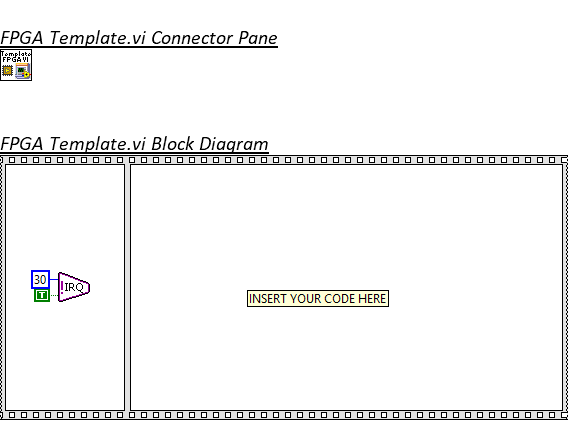 FPGA Template.vi Connector Pane
Template
FPGA VI
FPGA Template.vi Block Diagram
30
!IRQ
T
INSERT YOUR CODE HERE